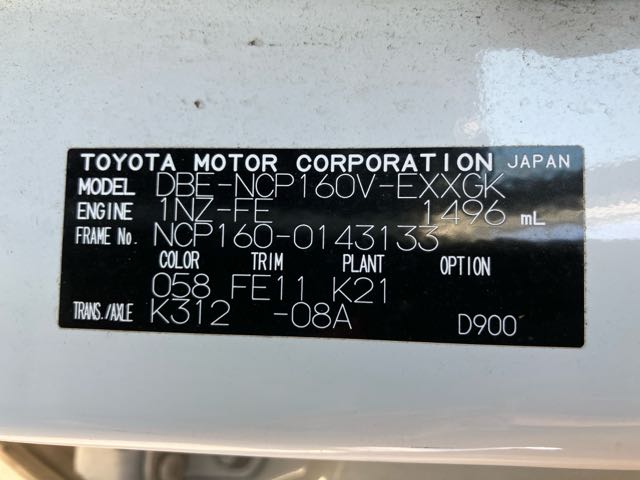 TOYOTA MOTOR CORPORATION JAPAN
MODEL DBE-NCP160V-EXXGK
ENGINE 1NZ-FE 1496 mL
FRAME No. NCP160-0143133
COLOR TRIM PLANT OPTION
058 FE11 K21
TRANS./AXLE K312 -08A D900